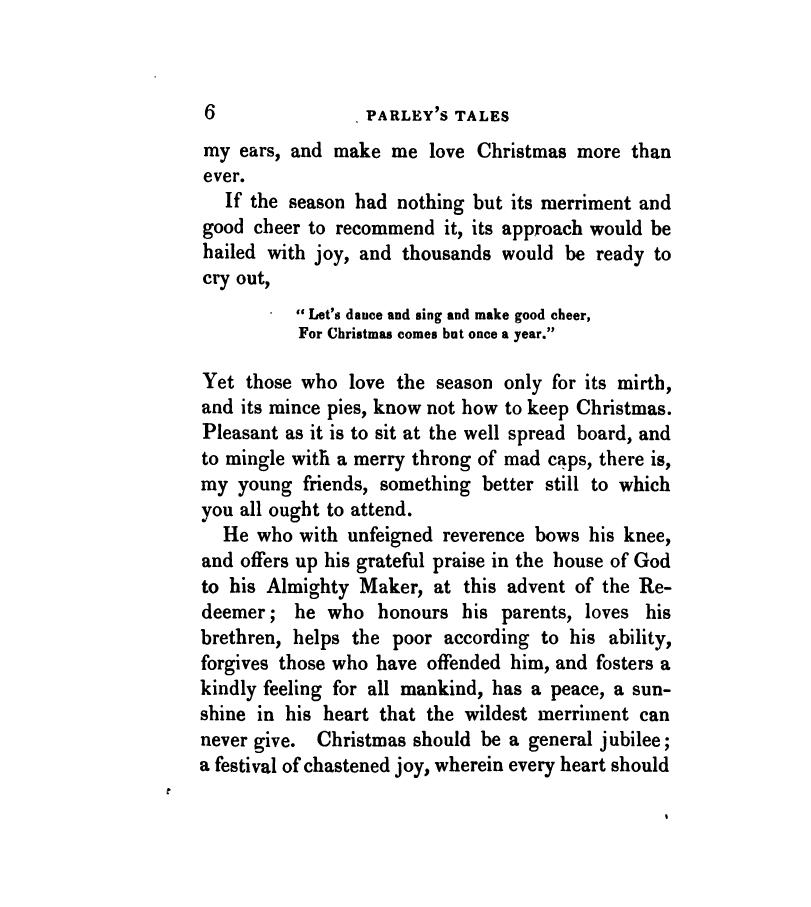 6 PARLEY'S TALES
my ears, and make me love Christmas more than
ever.
If the season had nothing but its merriment and
good cheer to recommend it, its approach would be
hailed with joy, and thousands would be ready to
cry out,
“ Let's dance and sing and make good cheer,
For Christmas comes but once a year.”
Yet those who love the season only for its mirth,
and its mince pies, know not how to keep Christmas.
Pleasant as it is to sit at the well spread board, and
to mingle with a merry throng of mad caps, there is,
my young friends, something better still to which
you all ought to attend.
He who with unfeigned reverence bows his knee,
and offers up his grateful praise in the house of God
to his Almighty Maker, at this advent of the Re-
deemer; he who honours his parents, loves his
brethren, helps the poor according to his ability,
forgives those who have offended him, and fosters a
kindly feeling for all mankind, has a peace, a sun-
shine in his heart that the wildest merriment can
never give. Christmas should be a general jubilee;
a festival of chastened joy, wherein every heart should